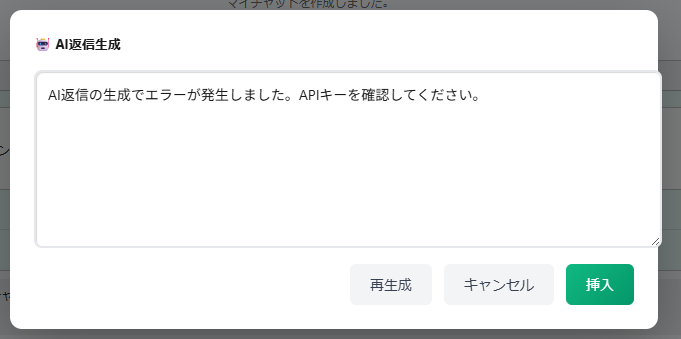 マイチャットを作成しました。
AI返信生成
AI返信の生成でエラーが発生しました。APIキーを確認してください。
ン
再生成
キャンセル
挿入